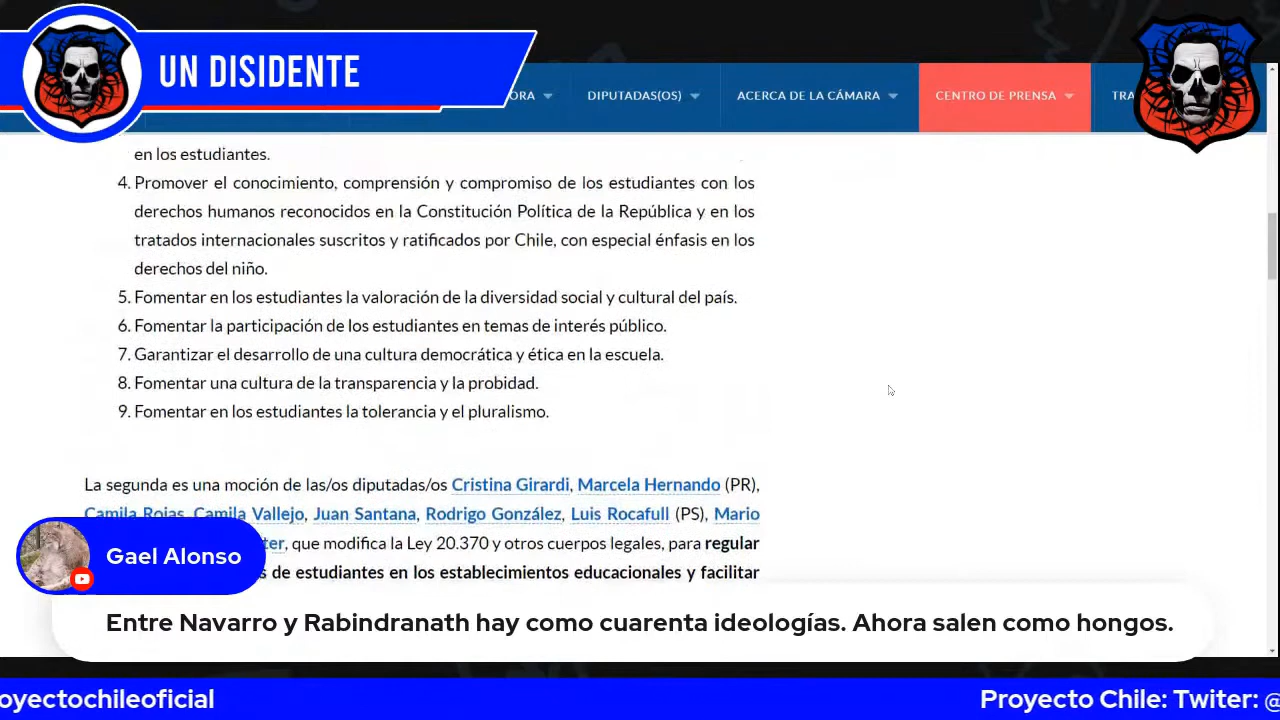 UN DISIDENTE
ORA
DIPUTADAS(OS)
ACERCA DE LA CÁMARA
CENTRO DE PRENSA
TRA
en los estudiantes.
4. Promover el conocimiento, comprensión y compromiso de los estudiantes con los
derechos humanos reconocidos en la Constitución Política de la República y en los
tratados internacionales suscritos y ratificados por Chile, con especial énfasis en los
derechos del niño.
5. Fomentar en los estudiantes la valoración de la diversidad social y cultural del país.
6. Fomentar la participación de los estudiantes en temas de interés público.
7. Garantizar el desarrollo de una cultura democrática y ética en la escuela.
8. Fomentar una cultura de la transparencia y la probidad.
9. Fomentar en los estudiantes la tolerancia y el pluralismo.
La segunda es una moción de las/os diputadas/os Cristina Girardi, Marcela Hernando (PR),
Camila Rojas, Camila Vallejo, Juan Santana, Rodrigo González, Luis Rocafull (PS), Mario
ter, que modifica la Ley 20.370 y otros cuerpos legales, para regular
s de estudiantes en los establecimientos educacionales y facilitar
Gael Alonso
Entre Navarro y Rabindranath hay como cuarenta ideologías. Ahora salen como hongos.
oyectochileoficial
Proyecto Chile: Twiter: @